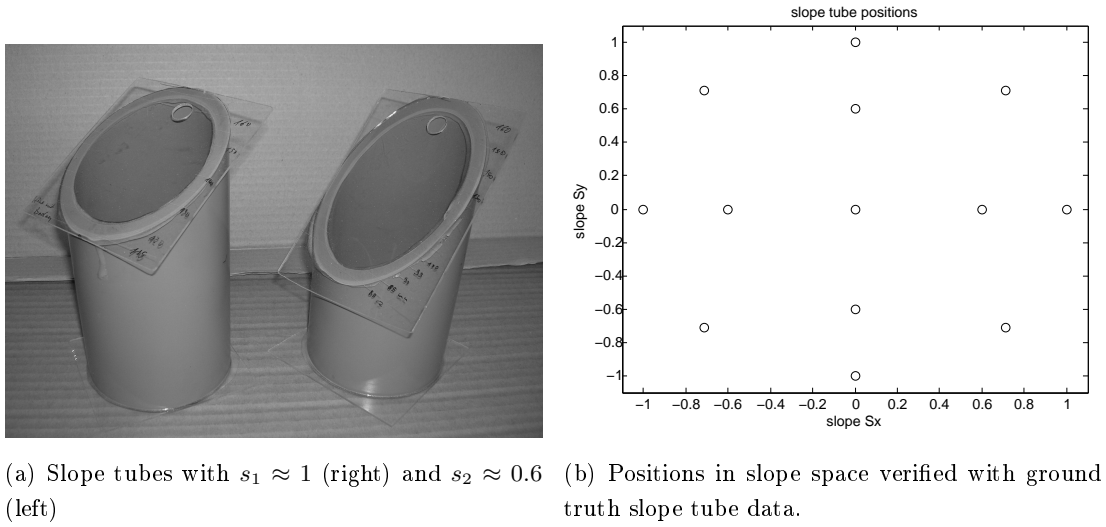 slope tube positions
1
0.8
0.6
0.4
0.2
0
−0.2
−0.4
−0.6
−0.8
−1
slope Sy
−1 −0.8 −0.6 −0.4 −0.2 0 0.2 0.4 0.6 0.8 1
slope Sx
(a) Slope tubes with s₁ ≈ 1 (right) and s₂ ≈ 0.6
(left)
(b) Positions in slope space verified with ground
truth slope tube data.